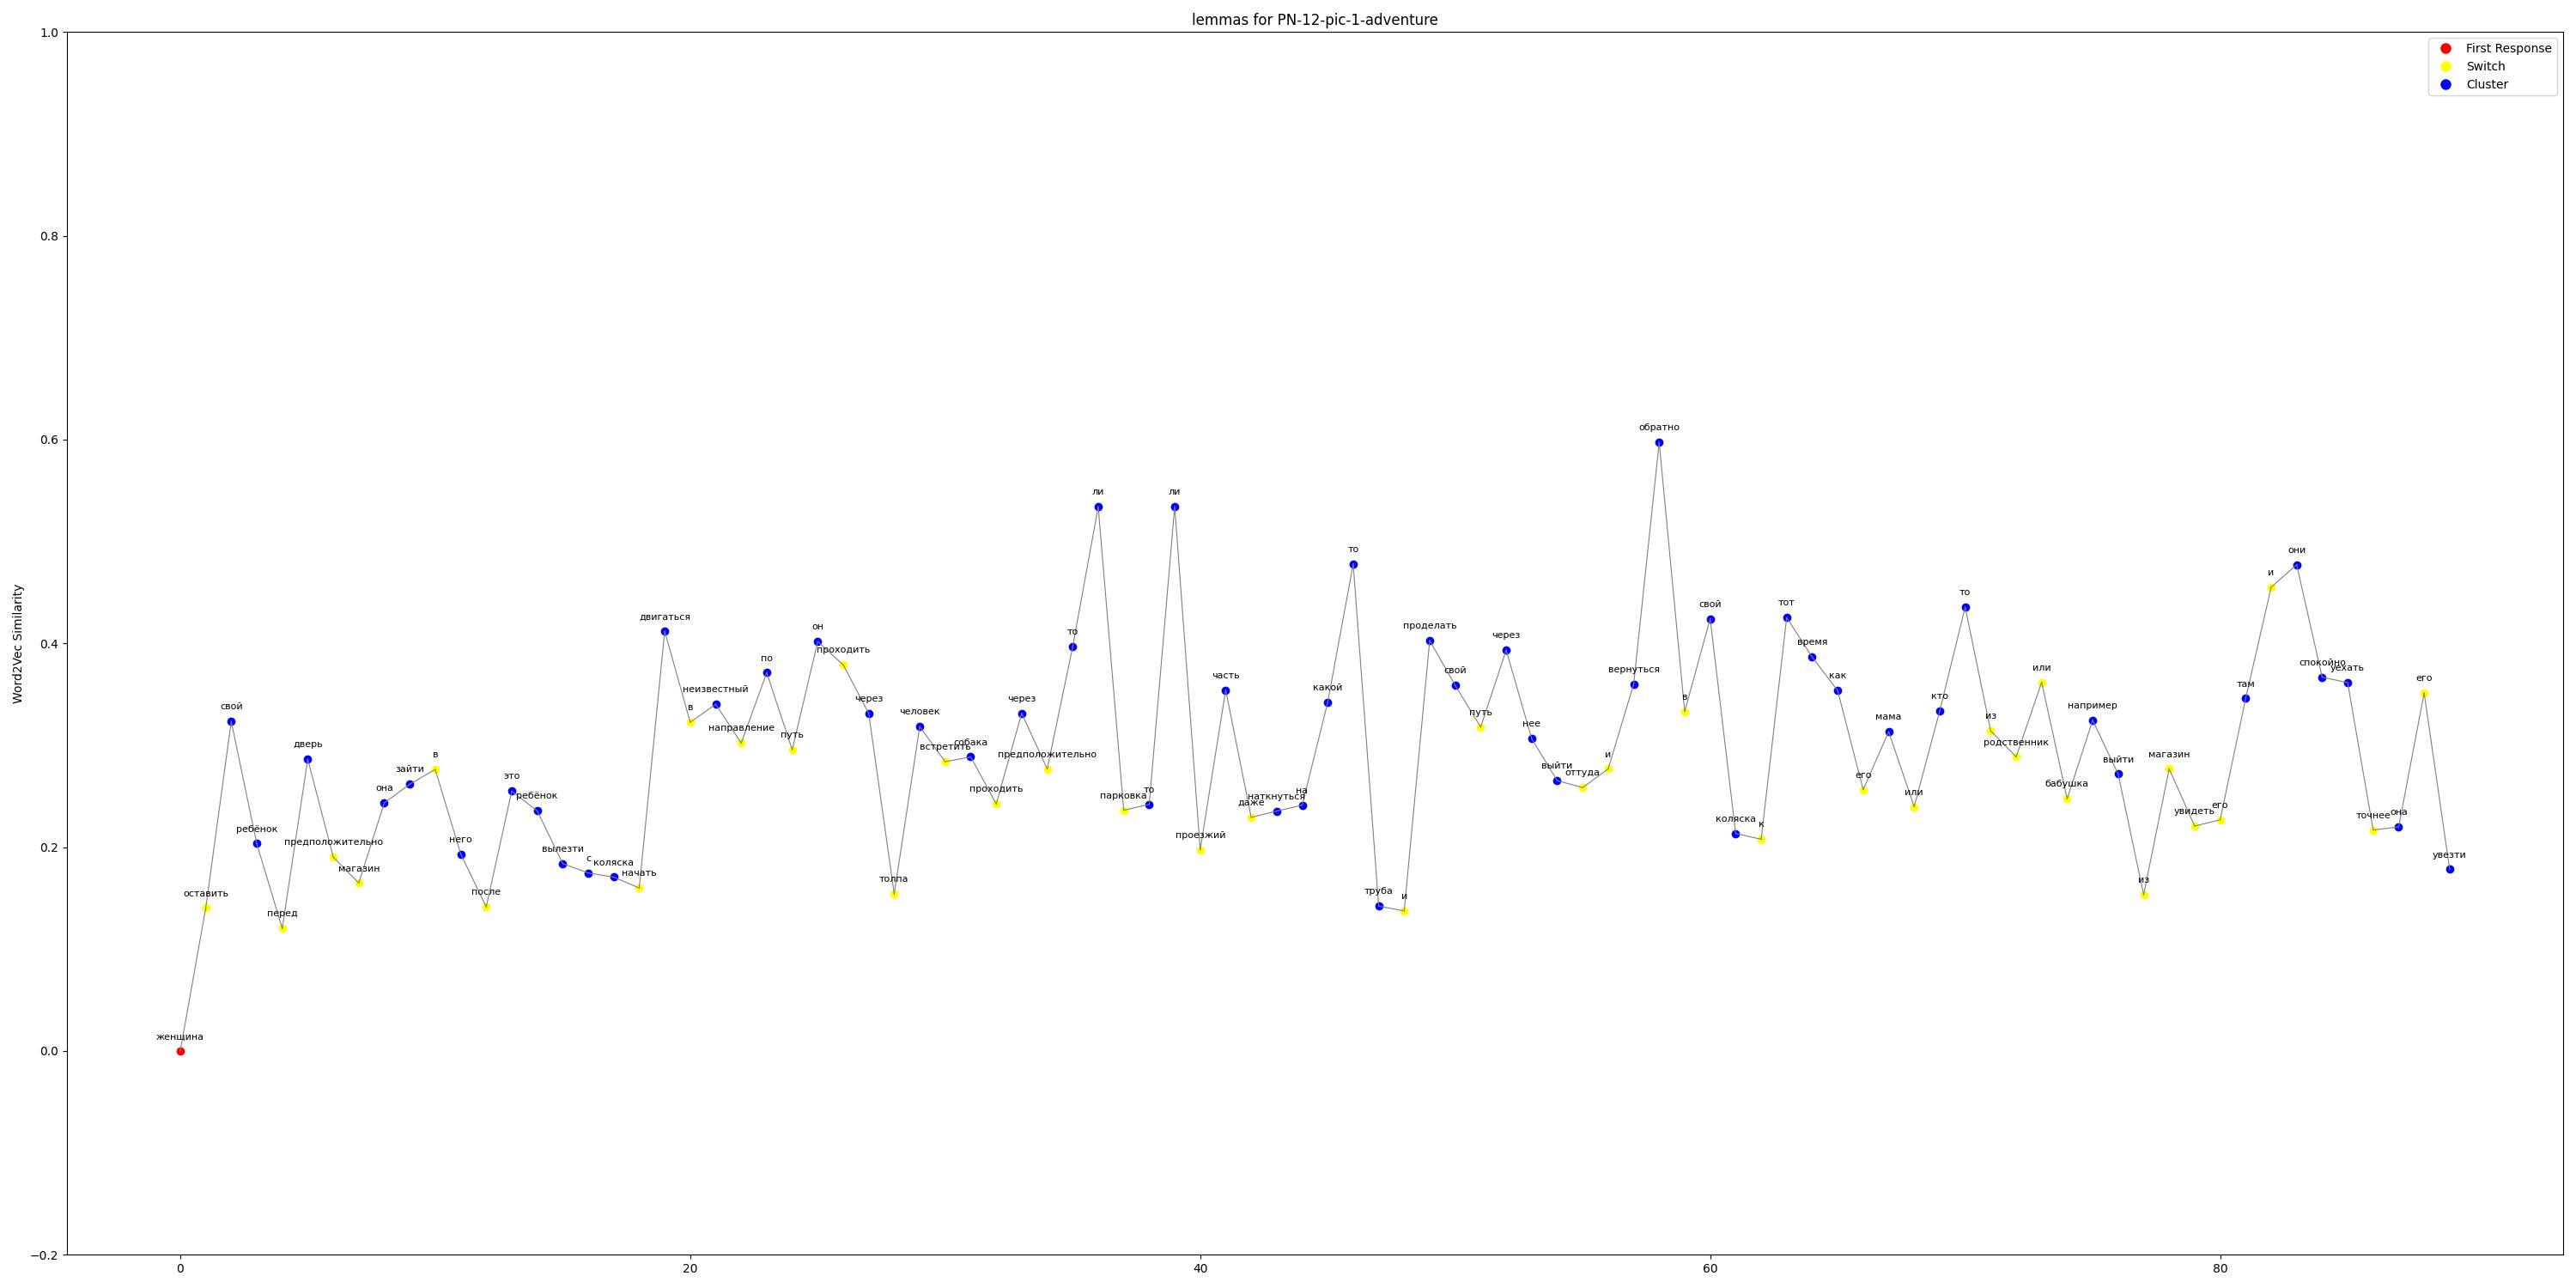 lemmas for PN-12-pic-1-adventure
1.0
0.8
0.6
0.4
0.2
0.0
−0.2
Word2Vec Similarity
First Response
Switch
Cluster
женщина
оставить
свой
ребёнок
перед
дверь
предположительно
магазин
она
зайти
в
него
после
это
ребёнок
вылезти
с
коляска
начать
двигаться
в
неизвестный
направление
по
путь
он
проходить
через
толпа
человек
встретить
собака
проходить
через
предположительно
то
ли
парковка
то
ли
проезжий
часть
даже
наткнуться
на
какой
то
труба
и
проделать
свой
путь
через
нее
выйти
оттуда
и
вернуться
обратно
в
свой
коляска
к
тот
время
как
его
мама
или
кто
то
из
родственник
или
бабушка
например
выйти
из
магазин
увидеть
его
там
и
они
спокойно
уехать
точнее
она
его
увезти
0
20
40
60
80